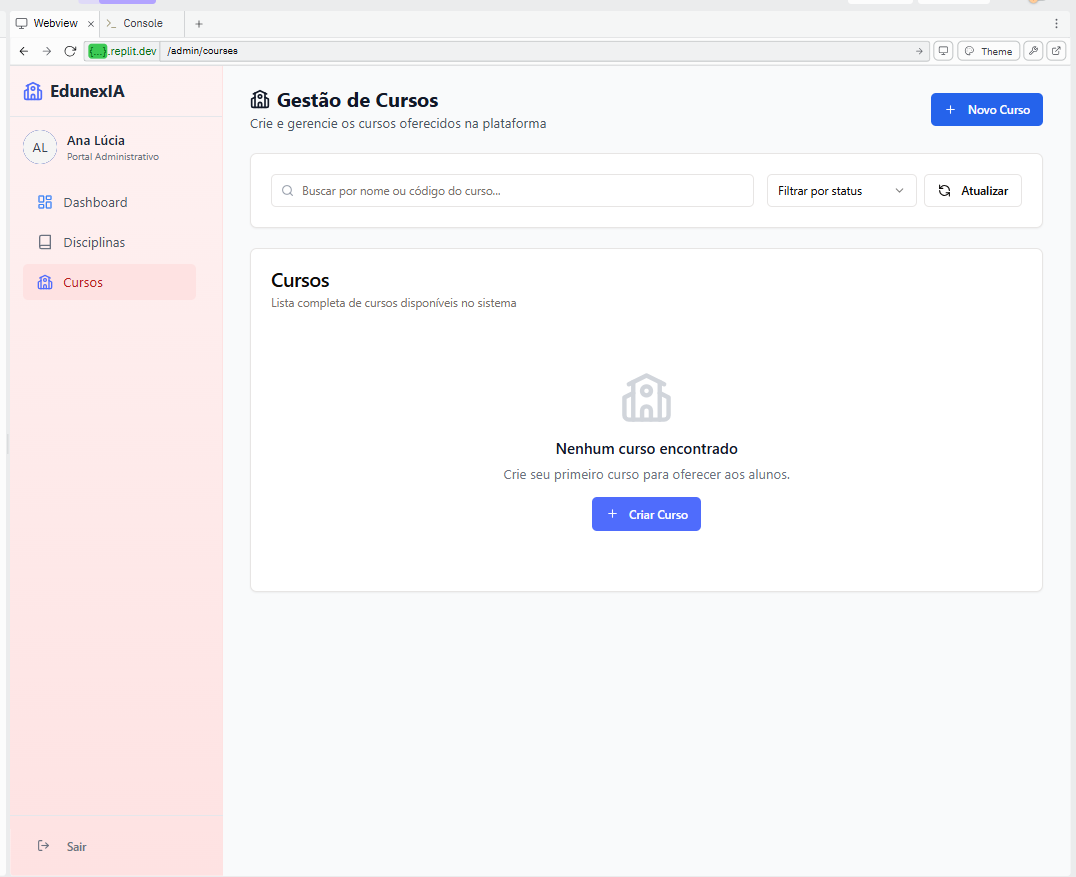 Webview
Console
{...}.replit.dev /admin/courses
Theme
EdunexIA
AL
Ana Lúcia
Portal Administrativo
Dashboard
Disciplinas
Cursos
Sair
Gestão de Cursos
Crie e gerencie os cursos oferecidos na plataforma
Novo Curso
Buscar por nome ou código do curso...
Filtrar por status
Atualizar
Cursos
Lista completa de cursos disponíveis no sistema
Nenhum curso encontrado
Crie seu primeiro curso para oferecer aos alunos.
Criar Curso